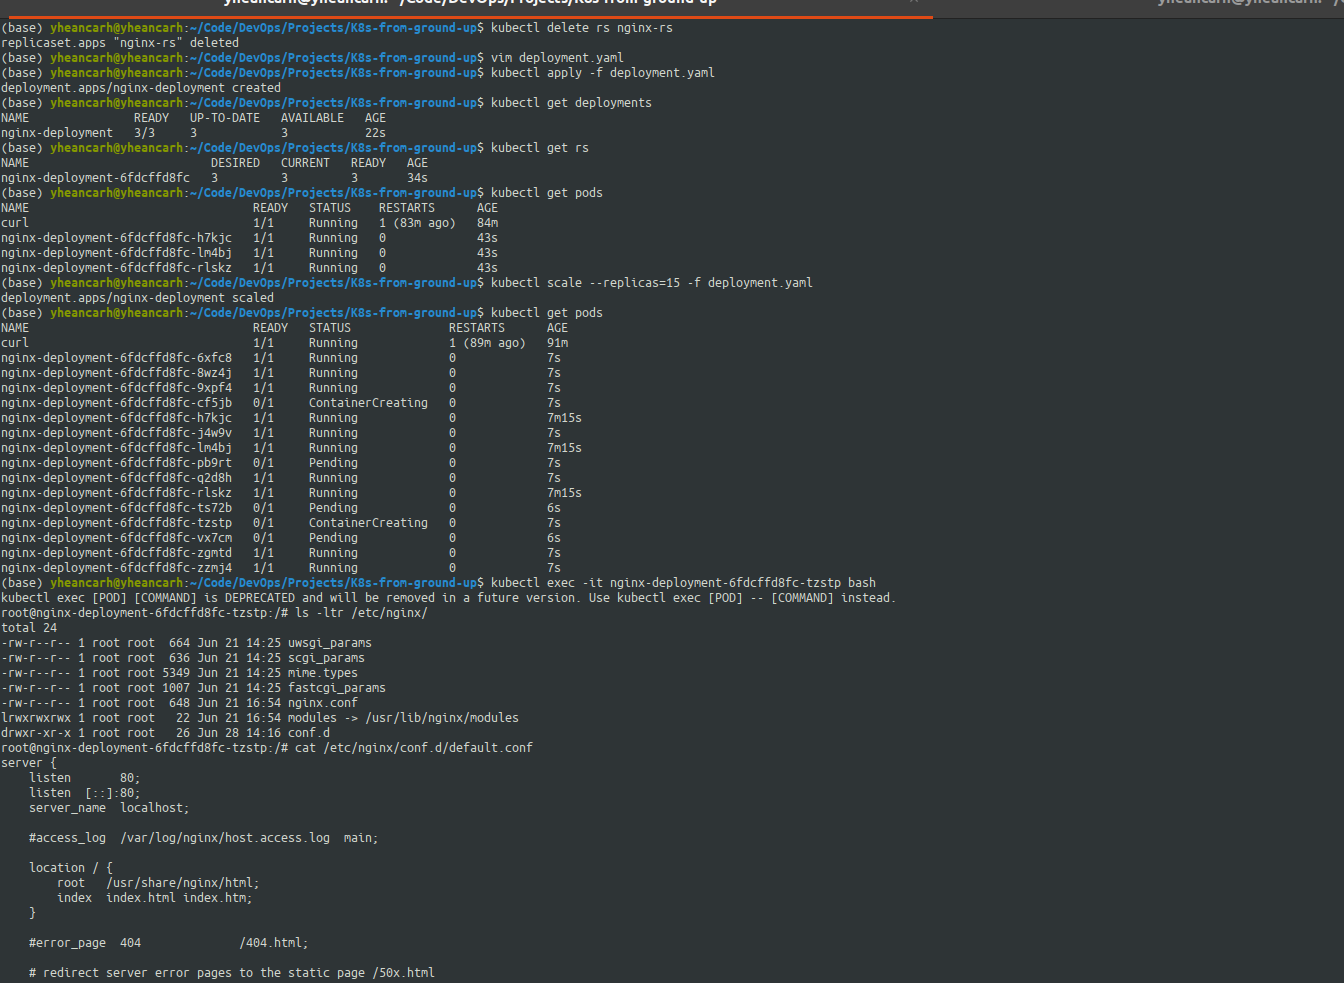 yheancarh@yheancarh: ~/Code/DevOps/Projects/K8s-from-ground-up
yheancarh@yheancarh:
(base) yheancarh@yheancarh:~/Code/DevOps/Projects/K8s-from-ground-up$ kubectl delete rs nginx-rs
replicaset.apps "nginx-rs" deleted
(base) yheancarh@yheancarh:~/Code/DevOps/Projects/K8s-from-ground-up$ vim deployment.yaml
(base) yheancarh@yheancarh:~/Code/DevOps/Projects/K8s-from-ground-up$ kubectl apply -f deployment.yaml
deployment.apps/nginx-deployment created
(base) yheancarh@yheancarh:~/Code/DevOps/Projects/K8s-from-ground-up$ kubectl get deployments
NAME               READY   UP-TO-DATE   AVAILABLE   AGE
nginx-deployment   3/3     3            3           22s
(base) yheancarh@yheancarh:~/Code/DevOps/Projects/K8s-from-ground-up$ kubectl get rs
NAME                          DESIRED   CURRENT   READY   AGE
nginx-deployment-6fdcffd8fc   3         3         3       34s
(base) yheancarh@yheancarh:~/Code/DevOps/Projects/K8s-from-ground-up$ kubectl get pods
NAME                                READY   STATUS    RESTARTS      AGE
curl                                1/1     Running   1 (83m ago)   84m
nginx-deployment-6fdcffd8fc-h7kjc   1/1     Running   0             43s
nginx-deployment-6fdcffd8fc-lm4bj   1/1     Running   0             43s
nginx-deployment-6fdcffd8fc-rlskz   1/1     Running   0             43s
(base) yheancarh@yheancarh:~/Code/DevOps/Projects/K8s-from-ground-up$ kubectl scale --replicas=15 -f deployment.yaml
deployment.apps/nginx-deployment scaled
(base) yheancarh@yheancarh:~/Code/DevOps/Projects/K8s-from-ground-up$ kubectl get pods
NAME                                READY   STATUS              RESTARTS      AGE
curl                                1/1     Running             1 (89m ago)   91m
nginx-deployment-6fdcffd8fc-6xfc8   1/1     Running             0             7s
nginx-deployment-6fdcffd8fc-8wz4j   1/1     Running             0             7s
nginx-deployment-6fdcffd8fc-9xpf4   1/1     Running             0             7s
nginx-deployment-6fdcffd8fc-cf5jb   0/1     ContainerCreating   0             7s
nginx-deployment-6fdcffd8fc-h7kjc   1/1     Running             0             7m15s
nginx-deployment-6fdcffd8fc-j4w9v   1/1     Running             0             7s
nginx-deployment-6fdcffd8fc-lm4bj   1/1     Running             0             7m15s
nginx-deployment-6fdcffd8fc-pb9rt   0/1     Pending             0             7s
nginx-deployment-6fdcffd8fc-q2d8h   1/1     Running             0             7s
nginx-deployment-6fdcffd8fc-rlskz   1/1     Running             0             7m15s
nginx-deployment-6fdcffd8fc-ts72b   0/1     Pending             0             6s
nginx-deployment-6fdcffd8fc-tzstp   0/1     ContainerCreating   0             7s
nginx-deployment-6fdcffd8fc-vx7cm   0/1     Pending             0             6s
nginx-deployment-6fdcffd8fc-zgmtd   1/1     Running             0             7s
nginx-deployment-6fdcffd8fc-zzmj4   1/1     Running             0             7s
(base) yheancarh@yheancarh:~/Code/DevOps/Projects/K8s-from-ground-up$ kubectl exec -it nginx-deployment-6fdcffd8fc-tzstp bash
kubectl exec [POD] [COMMAND] is DEPRECATED and will be removed in a future version. Use kubectl exec [POD] -- [COMMAND] instead.
root@nginx-deployment-6fdcffd8fc-tzstp:/# ls -ltr /etc/nginx/
total 24
-rw-r--r-- 1 root root  664 Jun 21 14:25 uwsgi_params
-rw-r--r-- 1 root root  636 Jun 21 14:25 scgi_params
-rw-r--r-- 1 root root 5349 Jun 21 14:25 mime.types
-rw-r--r-- 1 root root 1007 Jun 21 14:25 fastcgi_params
-rw-r--r-- 1 root root  648 Jun 21 16:54 nginx.conf
lrwxrwxrwx 1 root root   22 Jun 21 16:54 modules -> /usr/lib/nginx/modules
drwxr-xr-x 1 root root   26 Jun 28 14:16 conf.d
root@nginx-deployment-6fdcffd8fc-tzstp:/# cat /etc/nginx/conf.d/default.conf
server {
    listen       80;
    listen  [::]:80;
    server_name  localhost;
    #access_log  /var/log/nginx/host.access.log  main;
    location / {
        root   /usr/share/nginx/html;
        index  index.html index.htm;
    }
    #error_page  404              /404.html;
    # redirect server error pages to the static page /50x.html